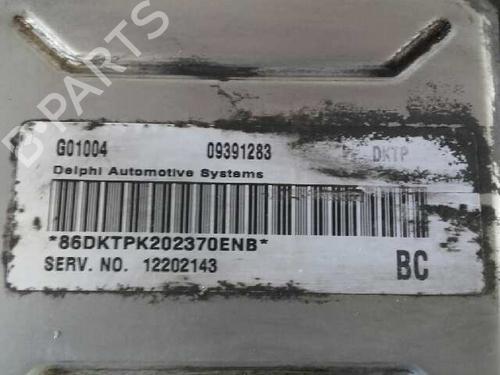 B-PARTS
G01004 09391283 DKTP
Delphi Automotive Systems
*86DKTPK202370ENB*
SERV. NO. 12202143 BC